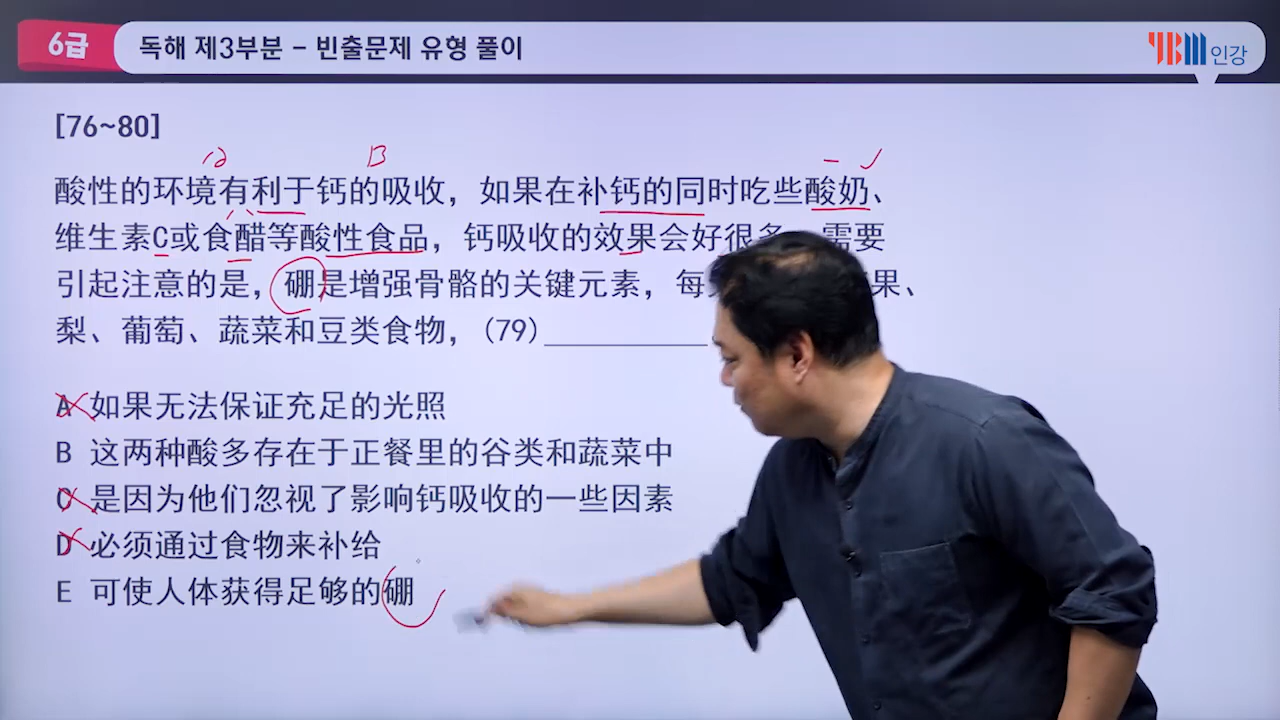 6급
독해 제3부분 – 빈출문제 유형 풀이
YBM 인강
[76~80]
A B
酸性的环境有利于钙的吸收，如果在补钙的同时吃些酸奶、
维生素C或食醋等酸性食品，钙吸收的效果会好很多。需要
引起注意的是，硼是增强骨骼的关键元素，每 果、
梨、葡萄、蔬菜和豆类食物，(79)
A 如果无法保证充足的光照
B 这两种酸多存在于正餐里的谷类和蔬菜中
C 是因为他们忽视了影响钙吸收的一些因素
D 必须通过食物来补给
E 可使人体获得足够的硼